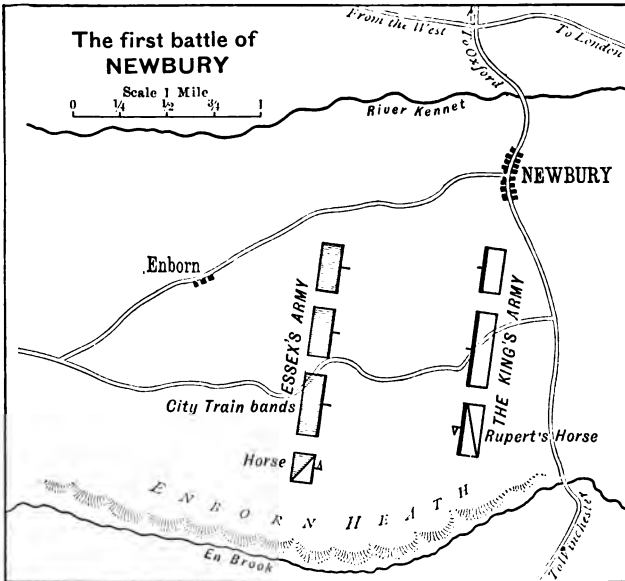 The first battle of
NEWBURY
Scale 1 Mile
0 1/4 1/2 3/4 1
From the West
To Oxford
To London
River Kennet
NEWBURY
Enborn
ESSEX'S ARMY
THE KING'S ARMY
City Train bands
Rupert's Horse
Horse
ENBORN HEATH
En Brook
To Winchester